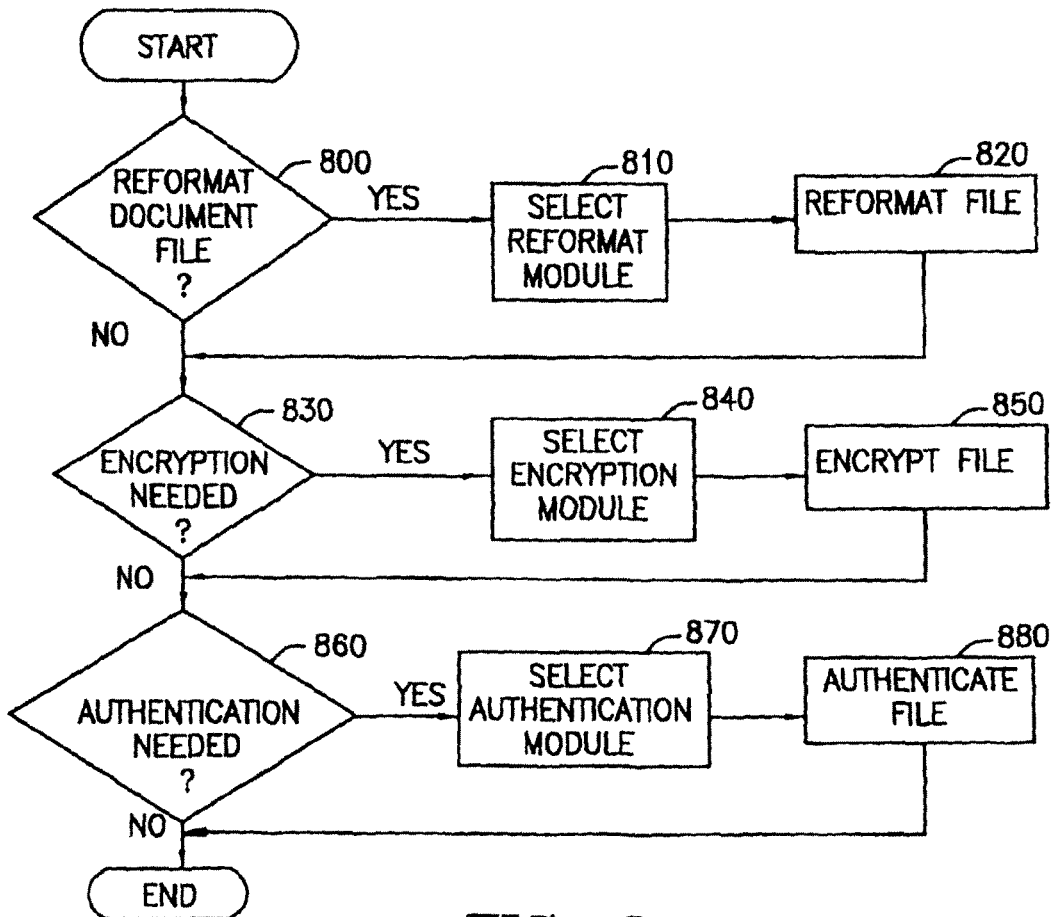 START
REFORMAT
DOCUMENT
FILE
?
800
YES
810
SELECT
REFORMAT
MODULE
820
REFORMAT FILE
NO
830
ENCRYPTION
NEEDED
?
YES
840
SELECT
ENCRYPTION
MODULE
850
ENCRYPT FILE
NO
860
AUTHENTICATION
NEEDED
?
YES
870
SELECT
AUTHENTICATION
MODULE
880
AUTHENTICATE
FILE
NO
END